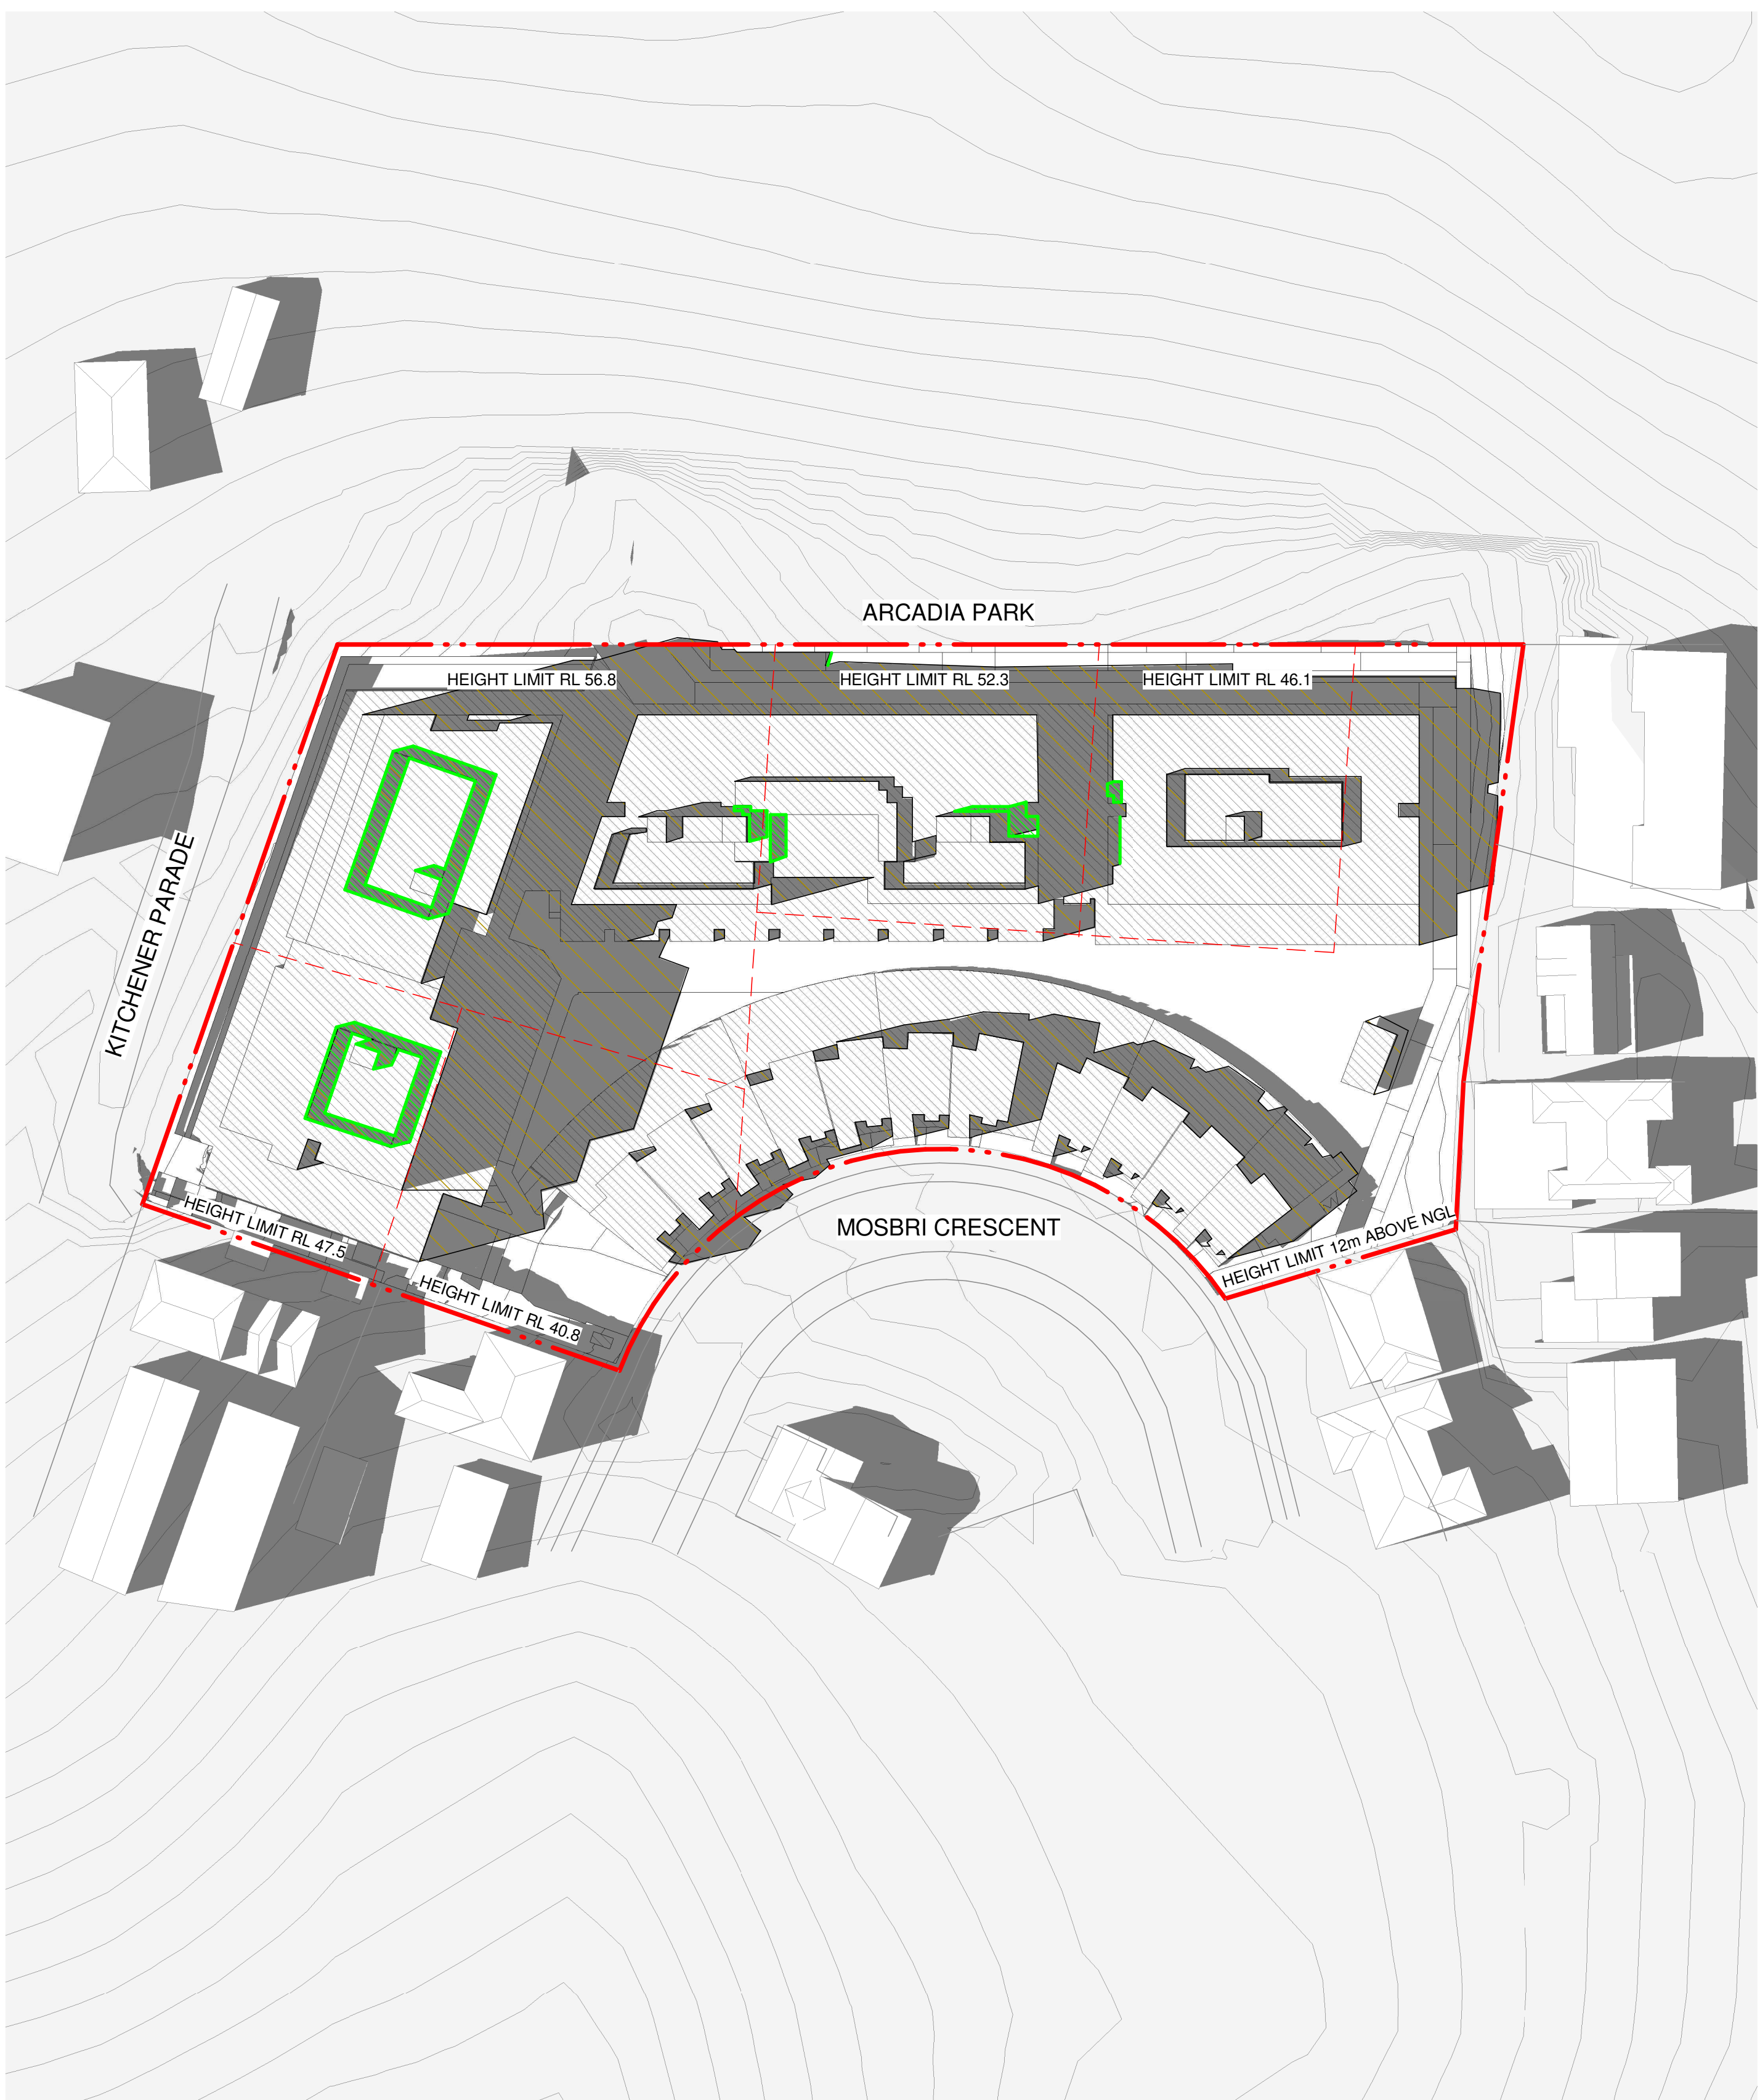 ARCADIA PARK
HEIGHT LIMIT RL 56.8
HEIGHT LIMIT RL 52.3
HEIGHT LIMIT RL 46.1
KITCHENER PARADE
HEIGHT LIMIT RL 47.5
MOSBRI CRESCENT
HEIGHT LIMIT 12m ABOVE NGL
HEIGHT LIMIT RL 40.8